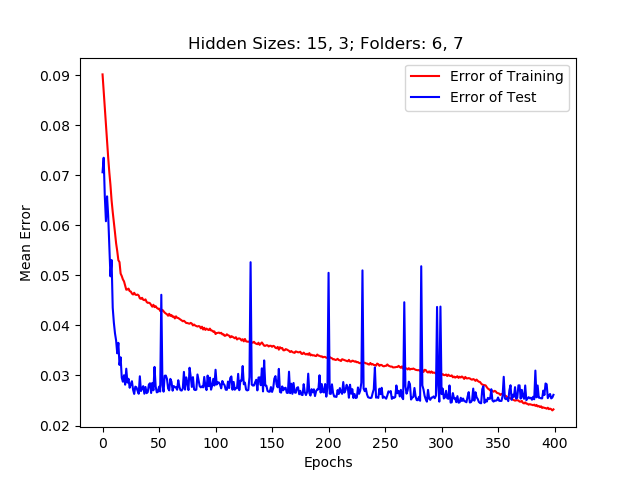 Hidden Sizes: 15, 3; Folders: 6, 7
Error of Training
Error of Test
Mean Error
0.09
0.08
0.07
0.06
0.05
0.04
0.03
0.02
0 50 100 150 200 250 300 350 400
Epochs